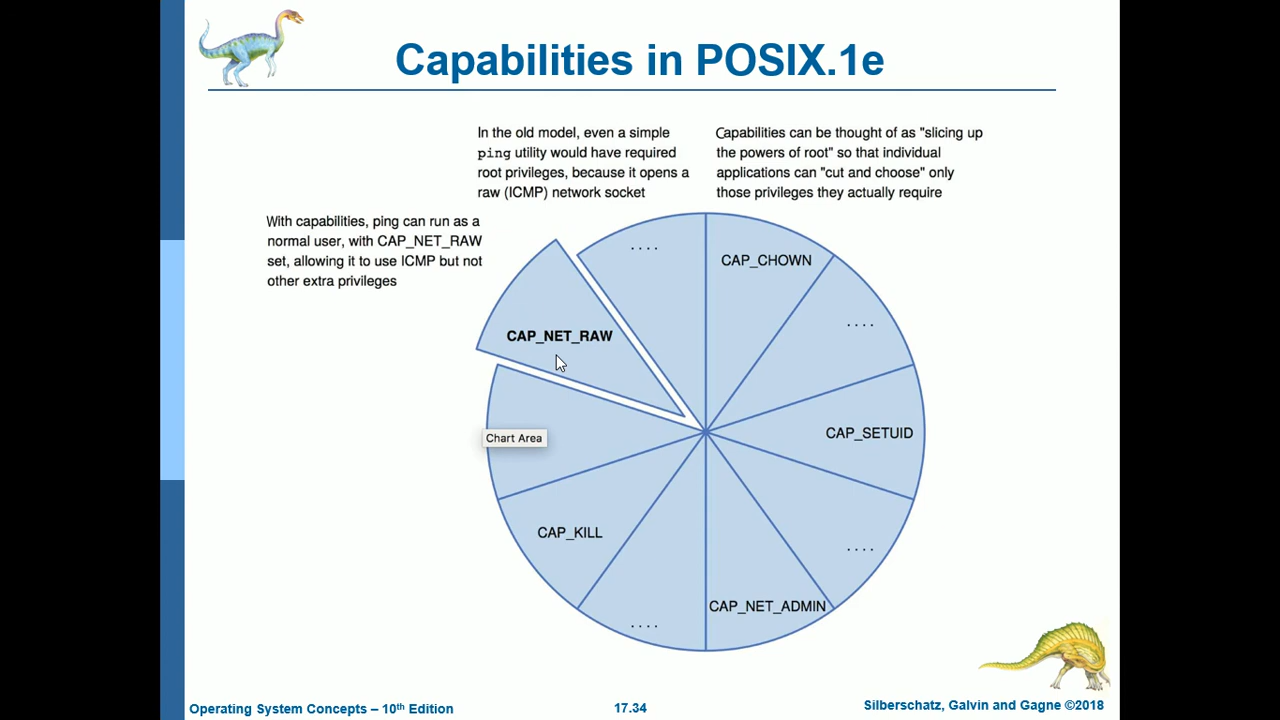 Capabilities in POSIX.1e
In the old model, even a simple
ping utility would have required
root privileges, because it opens a
raw (ICMP) network socket
Capabilities can be thought of as "slicing up
the powers of root" so that individual
applications can "cut and choose" only
those privileges they actually require
With capabilities, ping can run as a
normal user, with CAP_NET_RAW
set, allowing it to use ICMP but not
other extra privileges
. . . .
CAP_CHOWN
. . . .
CAP_NET_RAW
CAP_SETUID
Chart Area
CAP_KILL
. . . .
CAP_NET_ADMIN
. . . .
Operating System Concepts – 10th Edition
17.34
Silberschatz, Galvin and Gagne ©2018